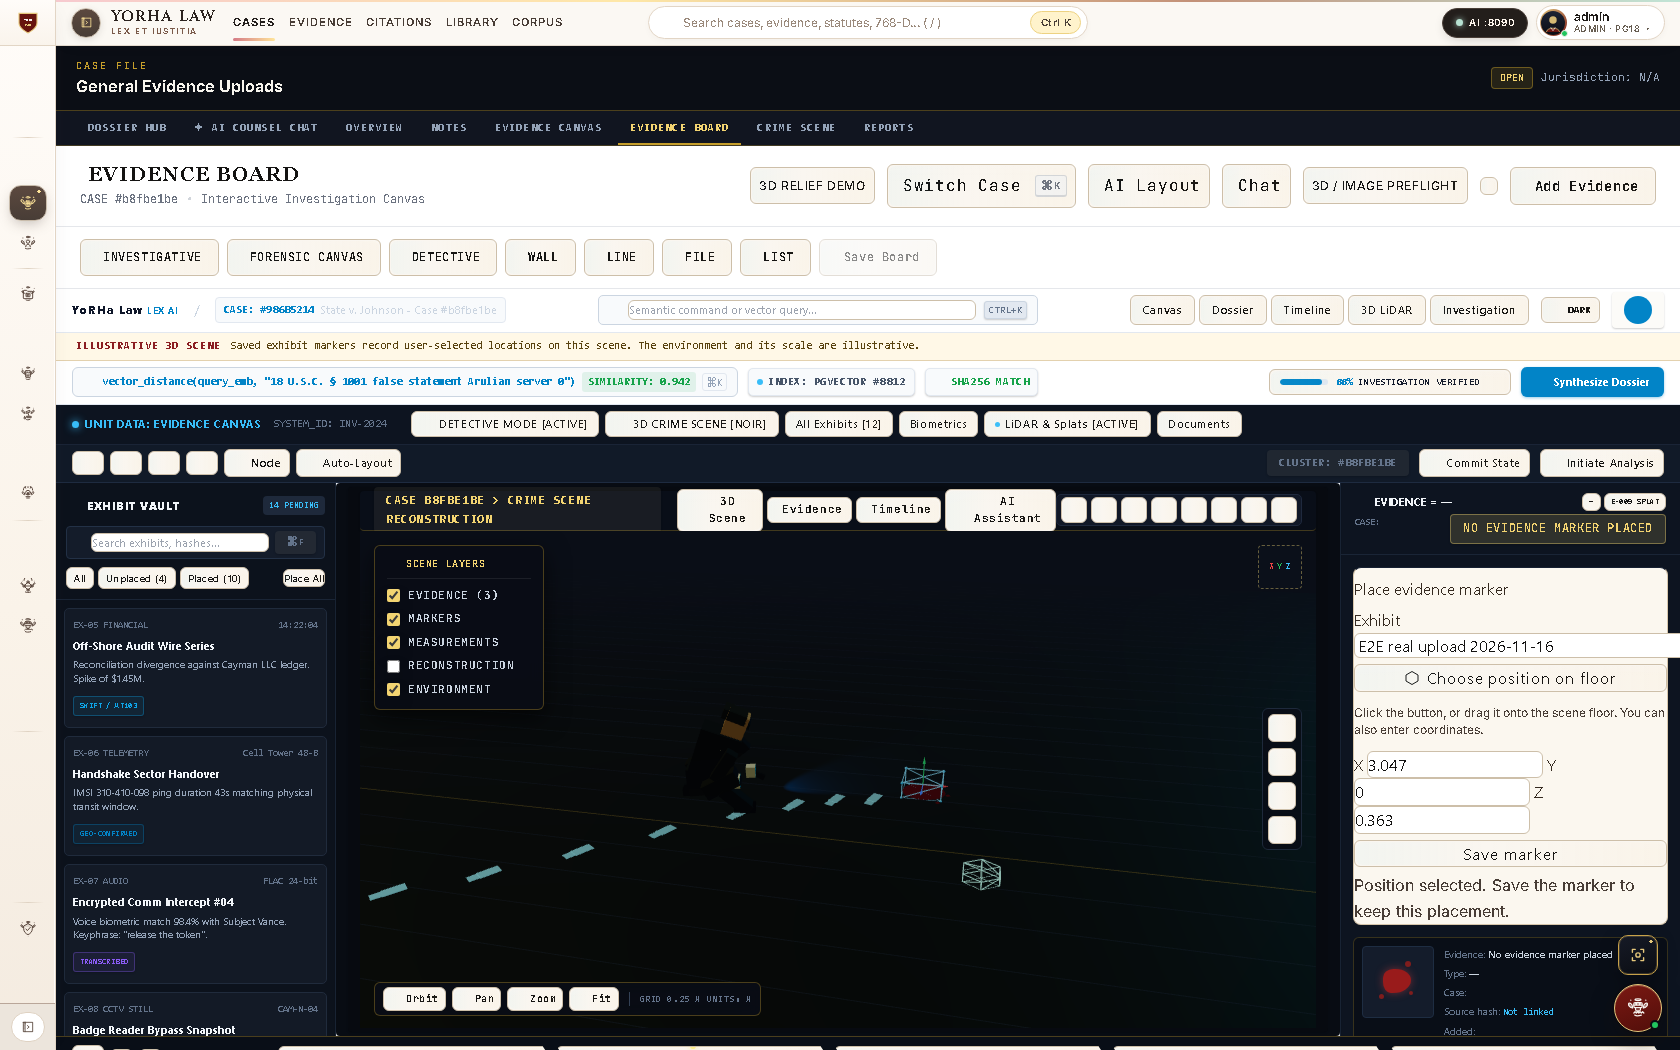 YORHA LAW
LEX ET IUSTITIA
CASES
EVIDENCE
CITATIONS
LIBRARY
CORPUS
Search cases, evidence, statutes, 768-D... ( / )
Ctrl K
AI :8090
admin
ADMIN · PG18
CASE FILE
General Evidence Uploads
OPEN
Jurisdiction: N/A
DOSSIER HUB
✦ AI COUNSEL CHAT
OVERVIEW
NOTES
EVIDENCE CANVAS
EVIDENCE BOARD
CRIME SCENE
REPORTS
EVIDENCE BOARD
CASE #b8fbe1be • Interactive Investigation Canvas
3D RELIEF DEMO
Switch Case ⌘K
AI Layout
Chat
3D / IMAGE PREFLIGHT
Add Evidence
INVESTIGATIVE
FORENSIC CANVAS
DETECTIVE
WALL
LINE
FILE
LIST
Save Board
YoRHa Law LEX AI /
CASE: #986B5214 State v. Johnson - Case #b8fbe1be
Semantic command or vector query...
CTRL+K
Canvas
Dossier
Timeline
3D LiDAR
Investigation
DARK
ILLUSTRATIVE 3D SCENE Saved exhibit markers record user-selected locations on this scene. The environment and its scale are illustrative.
vector_distance(query_emb, "18 U.S.C. § 1001 false statement Arulian server 0")
SIMILARITY: 0.942
⌘K
INDEX: PGVECTOR #8812
SHA256 MATCH
INVESTIGATION VERIFIED
Synthesize Dossier
UNIT DATA: EVIDENCE CANVAS
SYSTEM_ID: INV-2024
DETECTIVE MODE [ACTIVE]
3D CRIME SCENE [NOIR]
All Exhibits [12]
Biometrics
LiDAR & Splats [ACTIVE]
Documents
Node
Auto-Layout
CLUSTER: #B8FBE1BE
Commit State
Initiate Analysis
EXHIBIT VAULT
14 PENDING
Search exhibits, hashes...
⌘F
All
Unplaced (4)
Placed (10)
Place All
EX-05 FINANCIAL
14:22:04
Off-Shore Audit Wire Series
Reconciliation divergence against Cayman LLC ledger.
Spike of $1.45M.
SWIFT / AT103
EX-06 TELEMETRY
Cell Tower 48-B
Handshake Sector Handover
IMSI 310-410-098 ping duration 43s matching physical
transit window.
GEO-CONFIRMED
EX-07 AUDIO
FLAC 24-bit
Encrypted Comm Intercept #04
Voice biometric match 98.4% with Subject Vance.
Keyphrase: "release the token".
TRANSCRIBED
EX-08 CCTV STILL
CAM-N-04
Badge Reader Bypass Snapshot
CASE B8FBE1BE > CRIME SCENE
RECONSTRUCTION
3D
Scene
Evidence
Timeline
AI
Assistant
SCENE LAYERS
EVIDENCE (3)
MARKERS
MEASUREMENTS
RECONSTRUCTION
ENVIRONMENT
X Y Z
Orbit
Pan
Zoom
Fit
GRID 0.25 M UNITS: M
EVIDENCE = —
-
E-009 SPLAT
CASE:
NO EVIDENCE MARKER PLACED
Place evidence marker
Exhibit
E2E real upload 2026-11-16
Choose position on floor
Click the button, or drag it onto the scene floor. You can
also enter coordinates.
X 3.047
Y
0
Z
0.363
Save marker
Position selected. Save the marker to
keep this placement.
Evidence: No evidence marker placed
Type: —
Case:
Source hash: Not linked
Added: